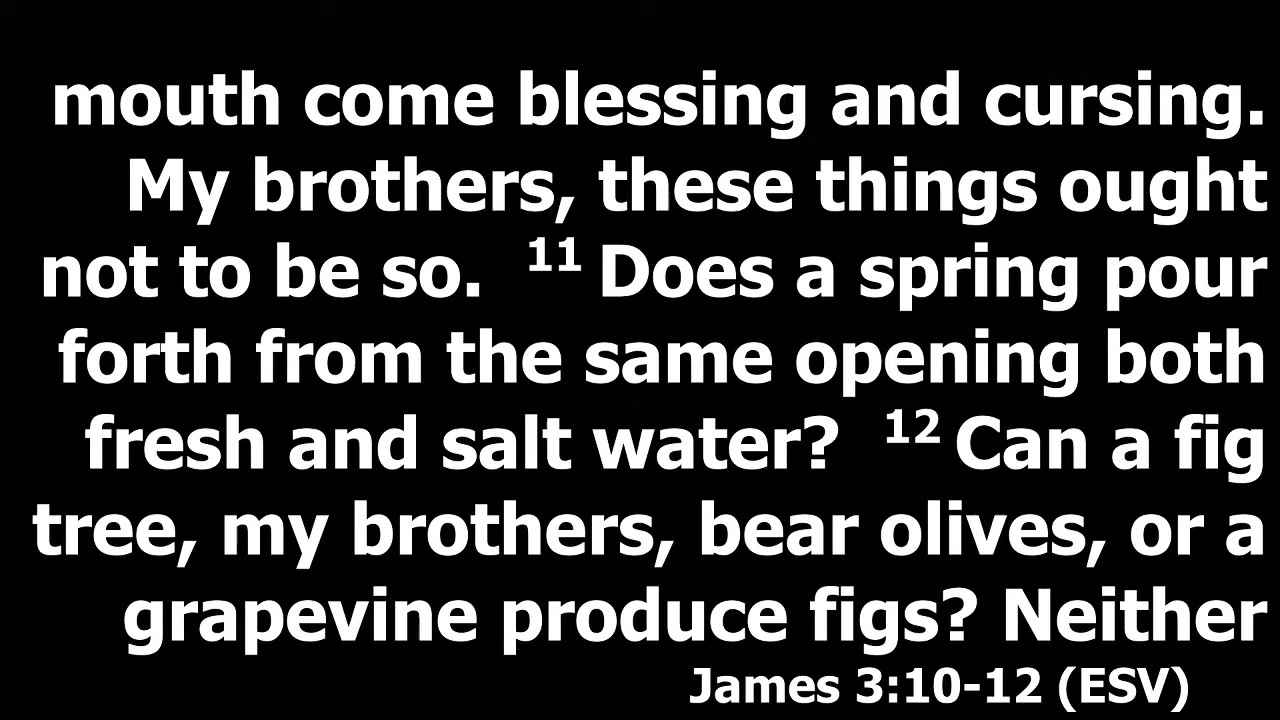 mouth come blessing and cursing.
My brothers, these things ought
not to be so. 11 Does a spring pour
forth from the same opening both
fresh and salt water? 12 Can a fig
tree, my brothers, bear olives, or a
grapevine produce figs? Neither
James 3:10-12 (ESV)